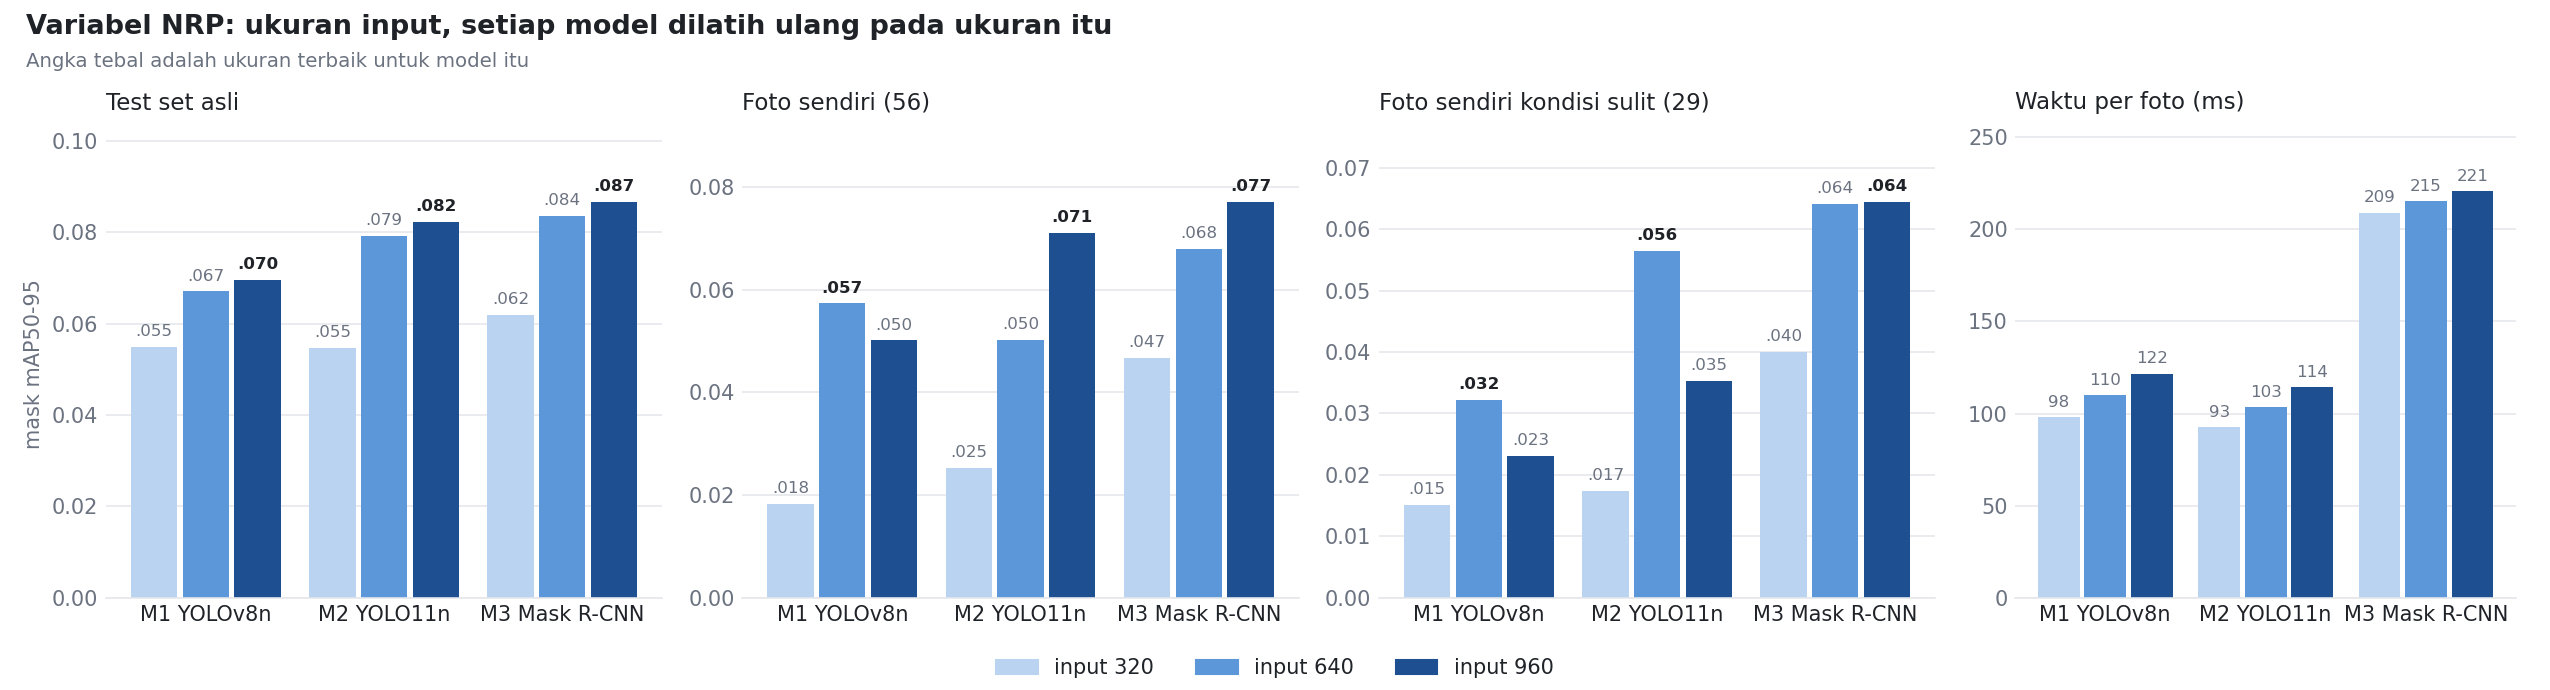 Variabel NRP: ukuran input, setiap model dilatih ulang pada ukuran itu
Angka tebal adalah ukuran terbaik untuk model itu
Test set asli
mask mAP50-95
0.10
0.08
0.06
0.04
0.02
0.00
.055
.067
.070
.055
.079
.082
.062
.084
.087
M1 YOLOv8n
M2 YOLO11n
M3 Mask R-CNN
Foto sendiri (56)
0.08
0.06
0.04
0.02
0.00
.018
.057
.050
.025
.050
.071
.047
.068
.077
M1 YOLOv8n
M2 YOLO11n
M3 Mask R-CNN
Foto sendiri kondisi sulit (29)
0.07
0.06
0.05
0.04
0.03
0.02
0.01
0.00
.015
.032
.023
.017
.056
.035
.040
.064
.064
M1 YOLOv8n
M2 YOLO11n
M3 Mask R-CNN
Waktu per foto (ms)
250
200
150
100
50
0
98
110
122
93
103
114
209
215
221
M1 YOLOv8n
M2 YOLO11n
M3 Mask R-CNN
input 320
input 640
input 960